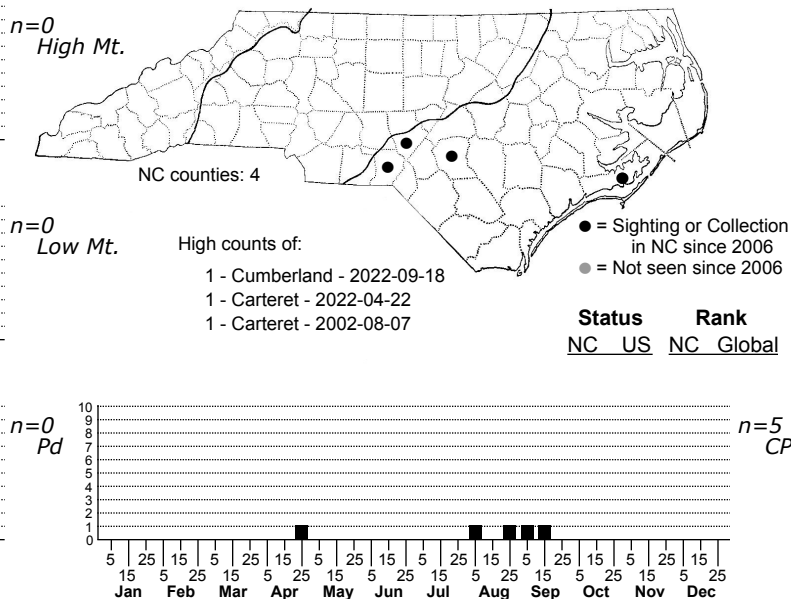 n=0
High Mt.
NC counties: 4
n=0
Low Mt.
High counts of:
1 - Cumberland - 2022-09-18
1 - Carteret - 2022-04-22
1 - Carteret - 2002-08-07
= Sighting or Collection
in NC since 2006
= Not seen since 2006
Status Rank
NC US NC Global
n=0
Pd
n=5
CP
10
9
8
7
6
5
4
3
2
1
0
5 25 15 5 25 15 5 25 15 5 25 15 5 25 15 5 25 15
15 5 25 15 5 25 15 5 25 15 5 25 15 5 25 15 5 25
Jan Feb Mar Apr May Jun Jul Aug Sep Oct Nov Dec